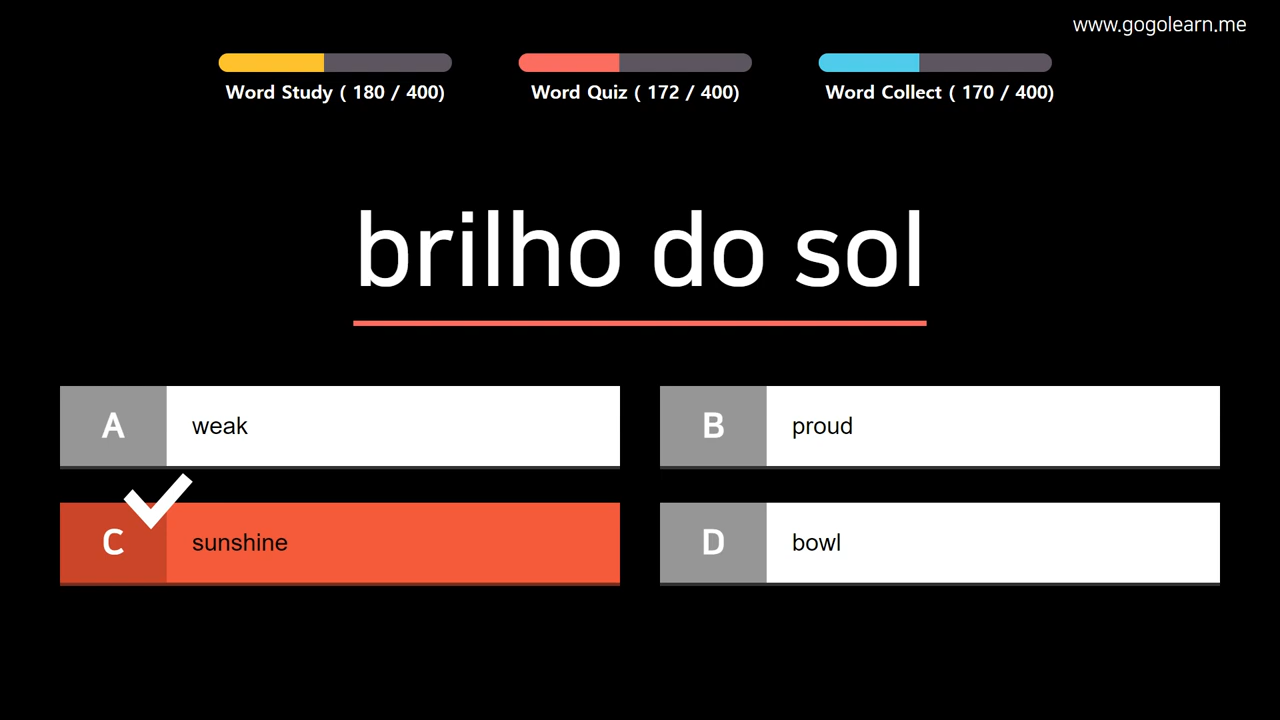 www.gogolearn.me
Word Study ( 180 / 400)
Word Quiz ( 172 / 400)
Word Collect ( 170 / 400)
brilho do sol
A weak
B proud
C sunshine
D bowl